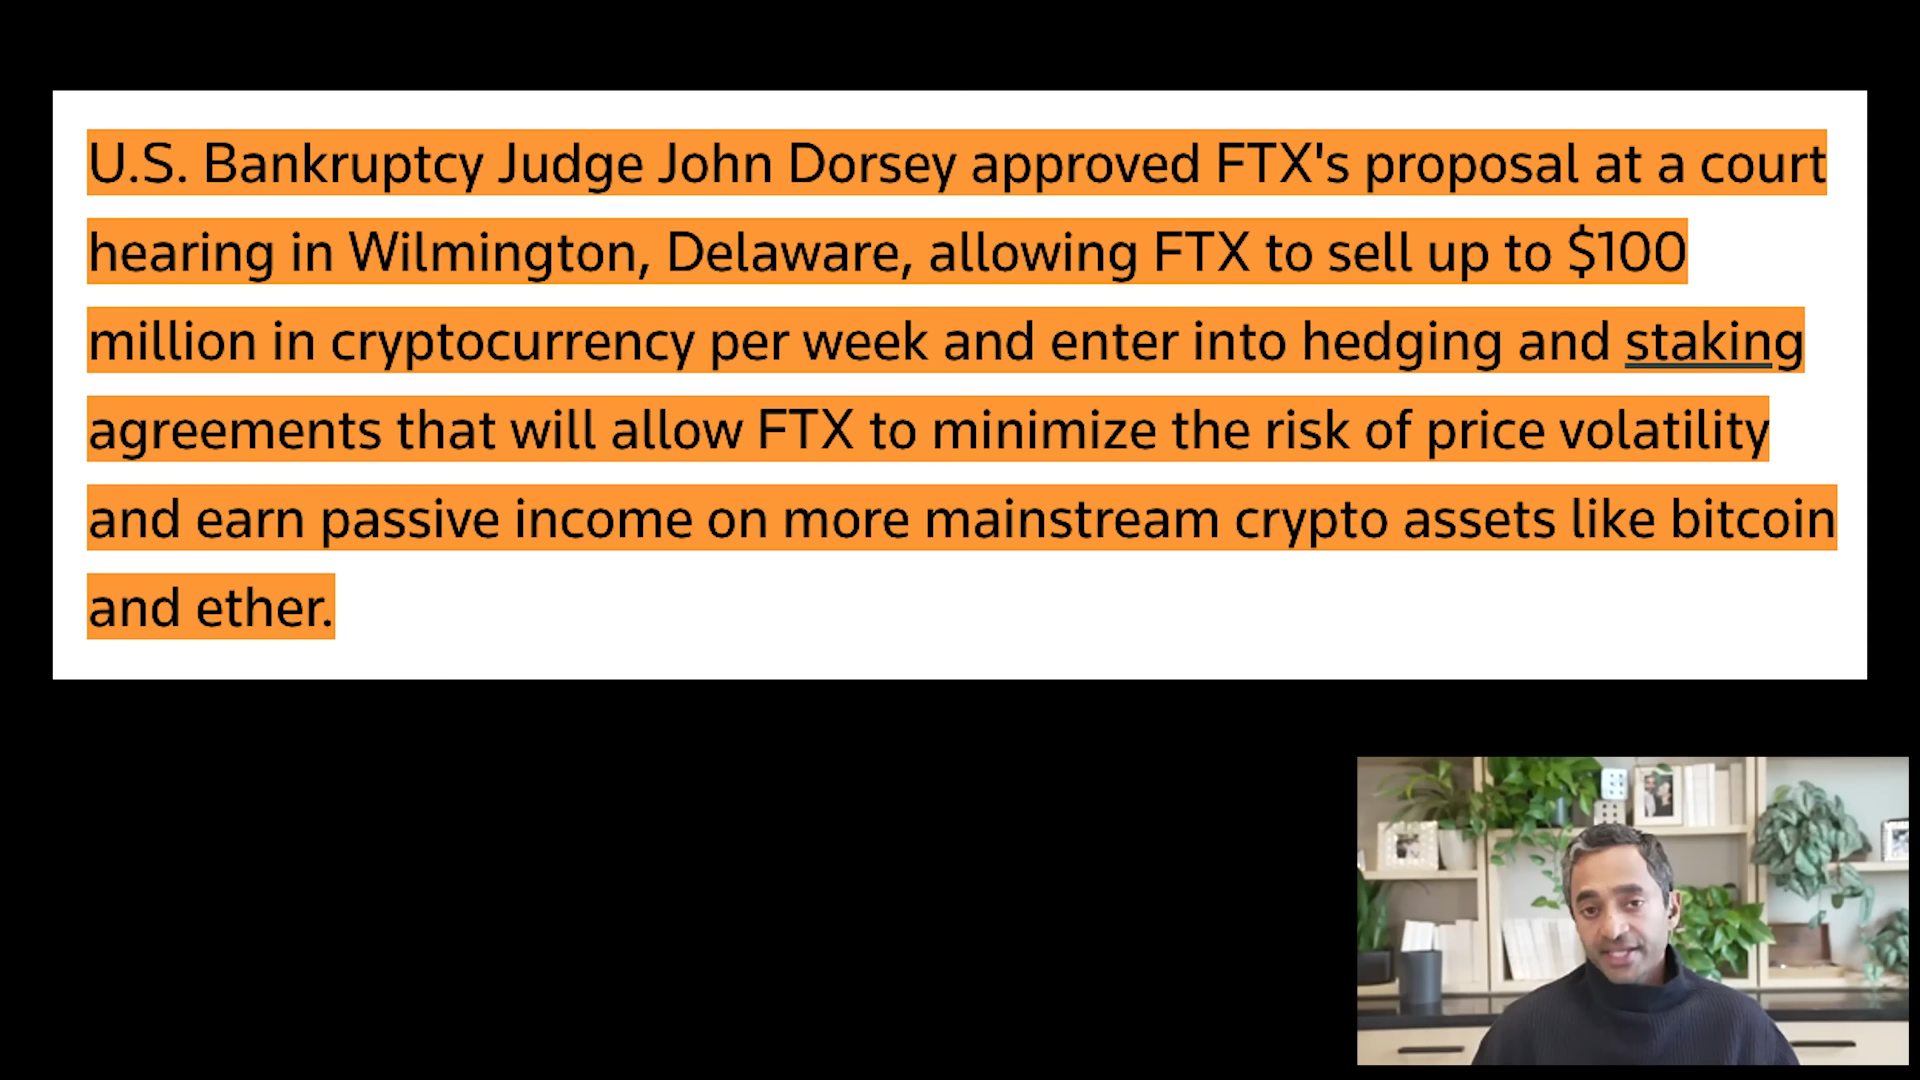 U.S. Bankruptcy Judge John Dorsey approved FTX's proposal at a court
hearing in Wilmington, Delaware, allowing FTX to sell up to $100
million in cryptocurrency per week and enter into hedging and staking
agreements that will allow FTX to minimize the risk of price volatility
and earn passive income on more mainstream crypto assets like bitcoin
and ether.